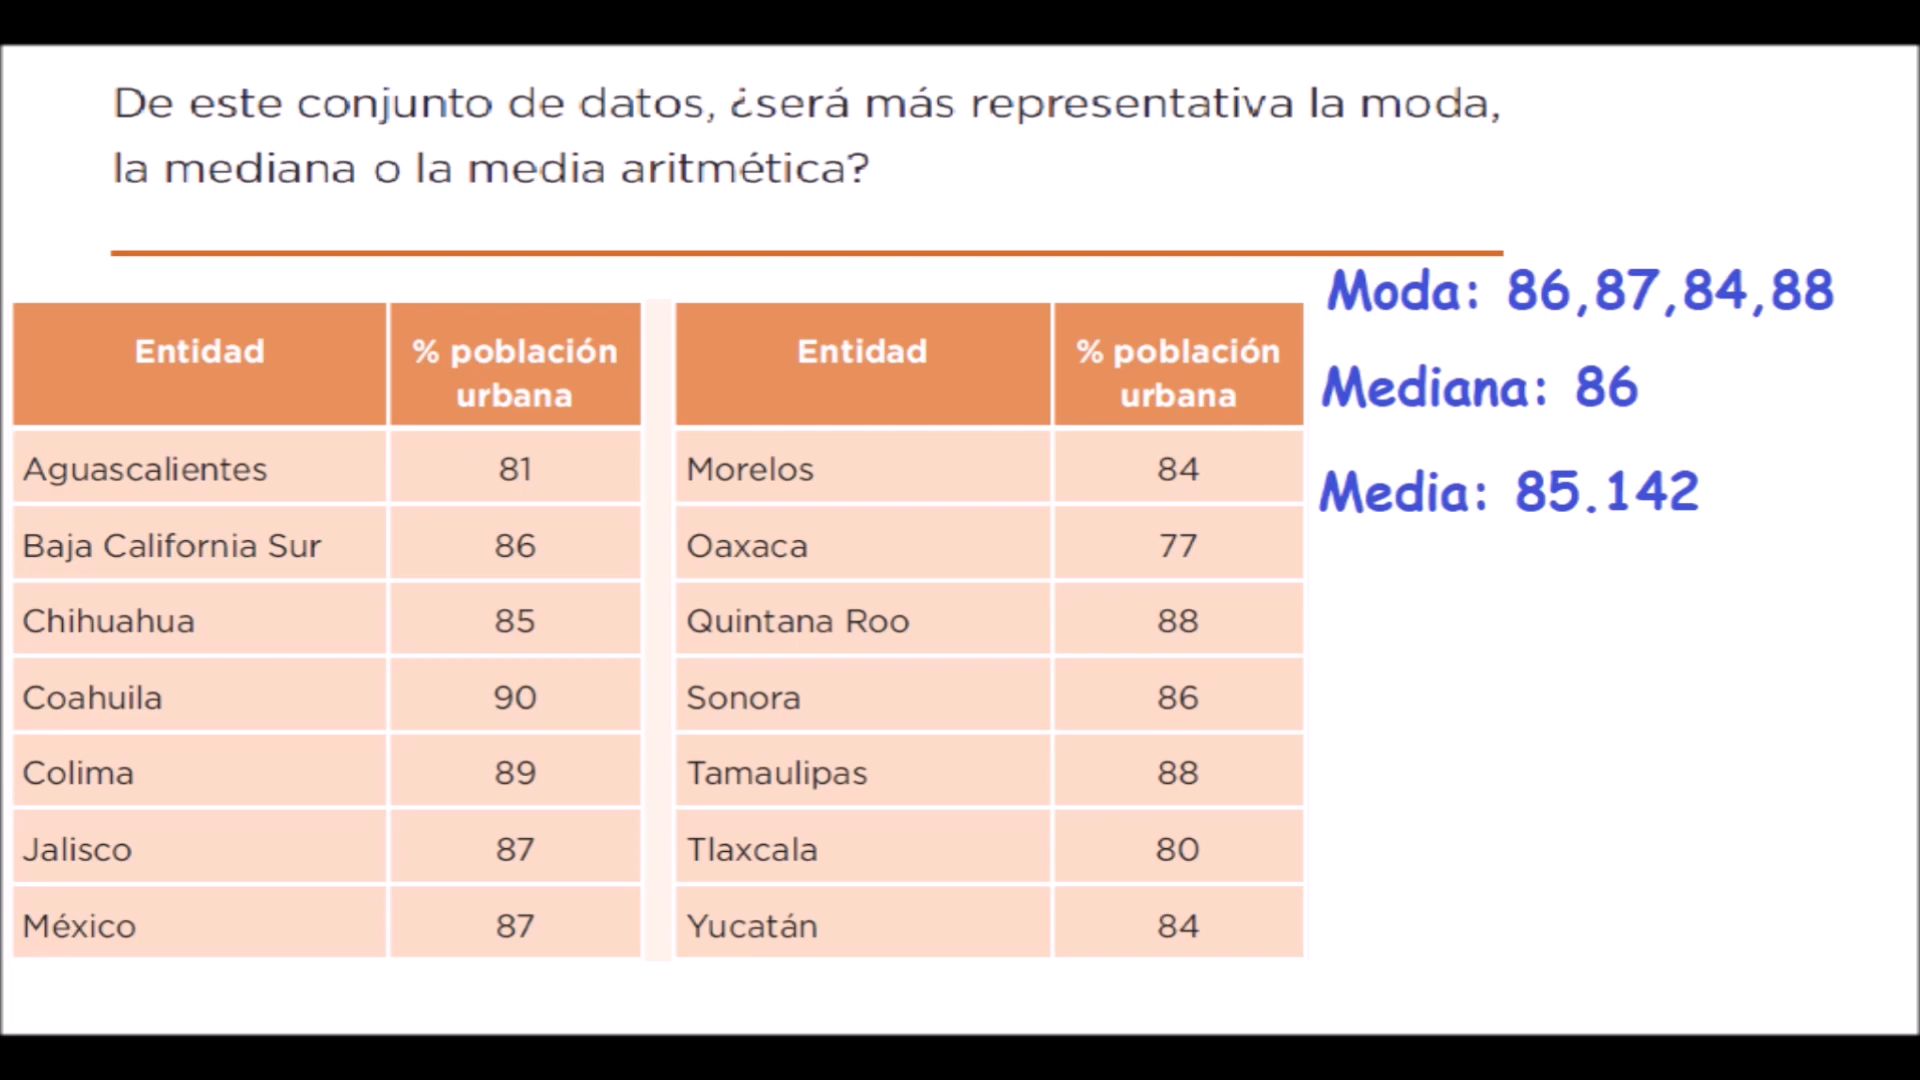 De este conjunto de datos, ¿será más representativa la moda,
la mediana o la media aritmética?
Moda: 86,87,84,88
Mediana: 86
Media: 85.142
Entidad % población urbana Entidad % población urbana
Aguascalientes 81 Morelos 84
Baja California Sur 86 Oaxaca 77
Chihuahua 85 Quintana Roo 88
Coahuila 90 Sonora 86
Colima 89 Tamaulipas 88
Jalisco 87 Tlaxcala 80
México 87 Yucatán 84